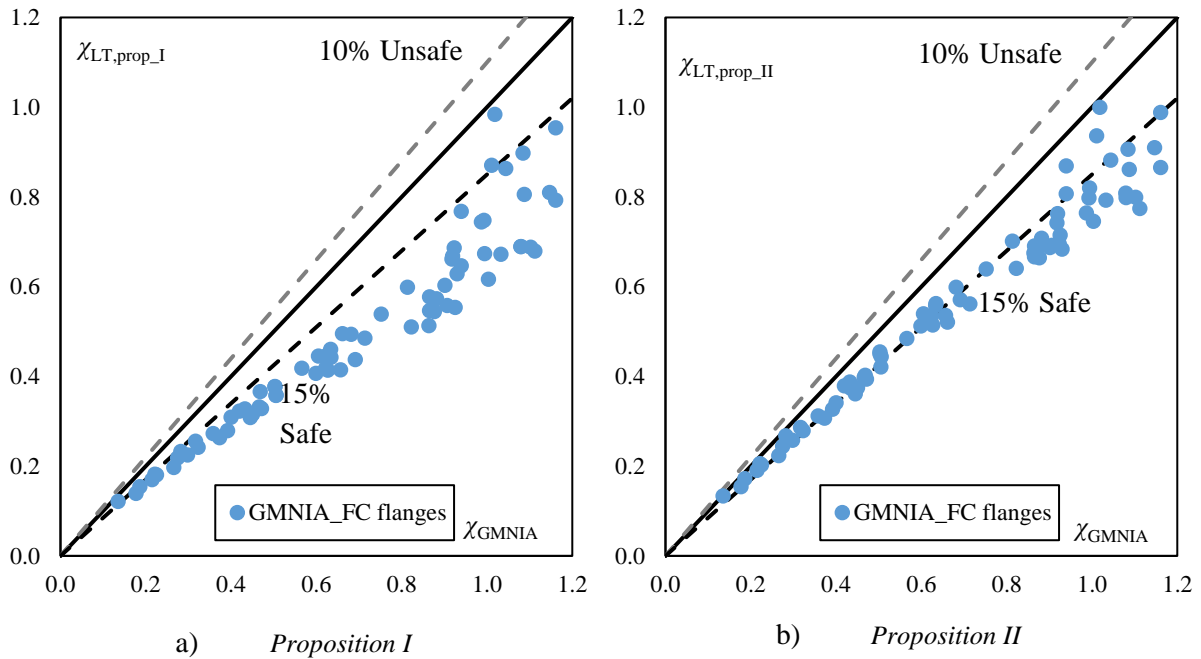 1.2
1.0
0.8
0.6
0.4
0.2
0.0
χLT,prop_I
10% Unsafe
15%
Safe
GMNIA_FC flanges
χGMNIA
0.0 0.2 0.4 0.6 0.8 1.0 1.2
a) Proposition I
1.2
1.0
0.8
0.6
0.4
0.2
0.0
χLT,prop_II
10% Unsafe
15% Safe
GMNIA_FC flanges
χGMNIA
0.0 0.2 0.4 0.6 0.8 1.0 1.2
b) Proposition II